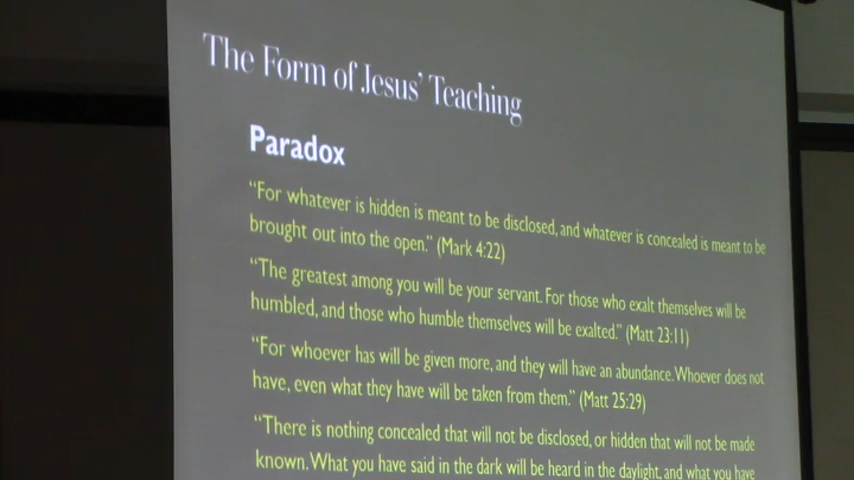 The Form of Jesus’ Teaching
Paradox
“For whatever is hidden is meant to be disclosed, and whatever is concealed is meant to be
brought out into the open.” (Mark 4:22)
“The greatest among you will be your servant. For those who exalt themselves will be
humbled, and those who humble themselves will be exalted.” (Matt 23:11)
“For whoever has will be given more, and they will have an abundance. Whoever does not
have, even what they have will be taken from them.” (Matt 25:29)
“There is nothing concealed that will not be disclosed, or hidden that will not be made
known. What you have said in the dark will be heard in the daylight, and what you have